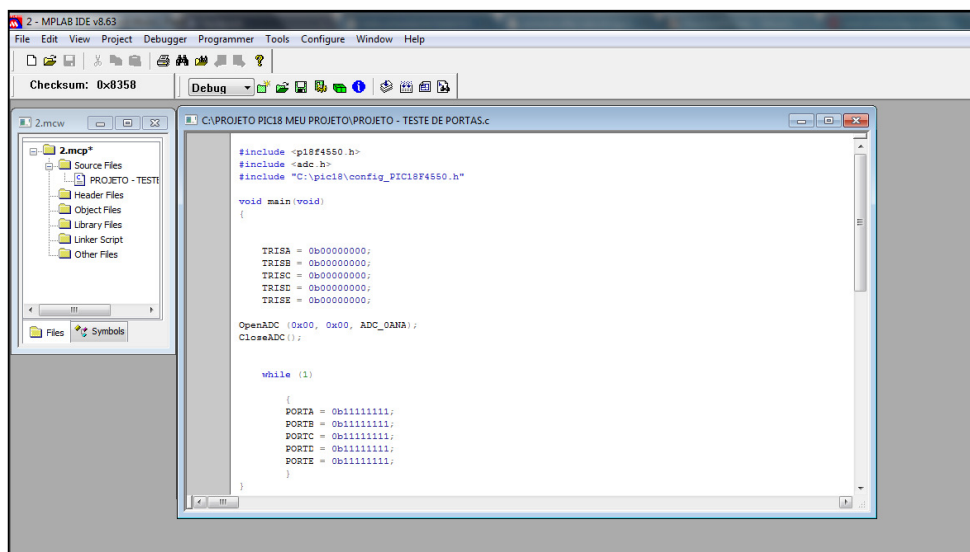 2 - MPLAB IDE v8.63
File Edit View Project Debugger Programmer Tools Configure Window Help
Checksum: 0x8358
Debug
2.mcw
2.mcp*
Source Files
PROJETO - TESTE
Header Files
Object Files
Library Files
Linker Script
Other Files
Files Symbols
C:\PROJETO PIC18 MEU PROJETO\PROJETO - TESTE DE PORTAS.c
#include <p18f4550.h>
#include <adc.h>
#include "C:\pic18\config_PIC18F4550.h"
void main(void)
{
TRISA = 0b00000000;
TRISB = 0b00000000;
TRISC = 0b00000000;
TRISD = 0b00000000;
TRISE = 0b00000000;
OpenADC (0x00, 0x00, ADC_0ANA);
CloseADC();
while (1)
{
PORTA = 0b11111111;
PORTB = 0b11111111;
PORTC = 0b11111111;
PORTD = 0b11111111;
PORTE = 0b11111111;
}
}